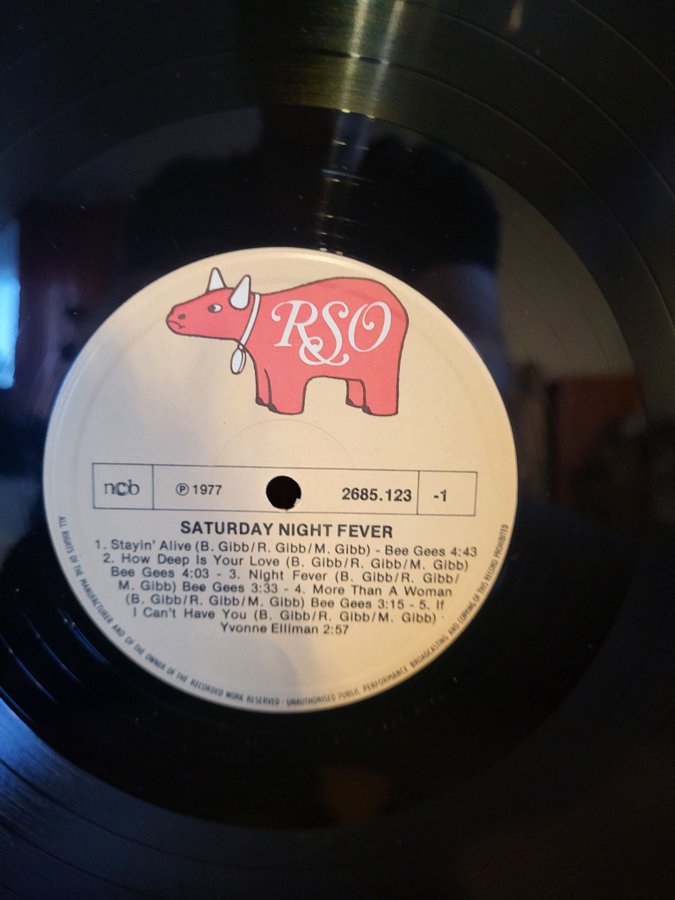 RSO
ncb
℗ 1977
2685.123
-1
SATURDAY NIGHT FEVER
1. Stayin' Alive (B. Gibb/R. Gibb/M. Gibb) - Bee Gees 4:43
2. How Deep Is Your Love (B. Gibb/R. Gibb/M. Gibb)
Bee Gees 4:03 - 3. Night Fever (B. Gibb/R. Gibb/
M. Gibb) Bee Gees 3:33 - 4. More Than A Woman
(B. Gibb/R. Gibb/M. Gibb) Bee Gees 3:15 - 5. If
I Can't Have You (B. Gibb/R. Gibb/M. Gibb) ·
Yvonne Elliman 2:57
ALL RIGHTS OF THE MANUFACTURER AND OF THE OWNER OF THE RECORDED WORK RESERVED · UNAUTHORISED PUBLIC PERFORMANCE BROADCASTING AND COPYING OF THIS RECORD PROHIBITED